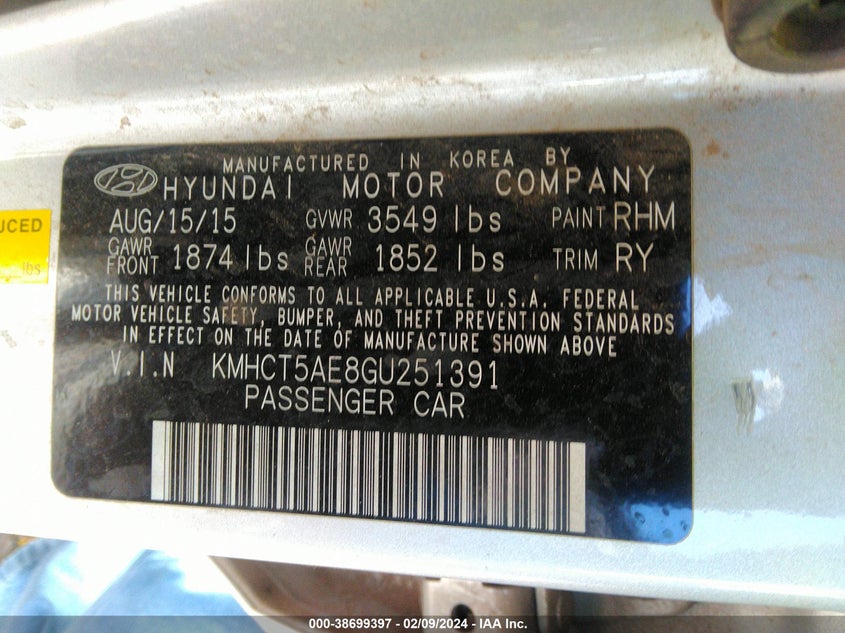 MANUFACTURED IN KOREA BY
HYUNDAI MOTOR COMPANY
AUG/15/15 GVWR 3549 lbs PAINT RHM
GAWR FRONT 1874 lbs GAWR REAR 1852 lbs TRIM RY
THIS VEHICLE CONFORMS TO ALL APPLICABLE U.S.A. FEDERAL
MOTOR VEHICLE SAFETY, BUMPER, AND THEFT PREVENTION STANDARDS
IN EFFECT ON THE DATE OF MANUFACTURE SHOWN ABOVE
V.I.N KMHCT5AE8GU251391
PASSENGER CAR
UCED
lbs
000-38699397 - 02/09/2024 - IAA Inc.